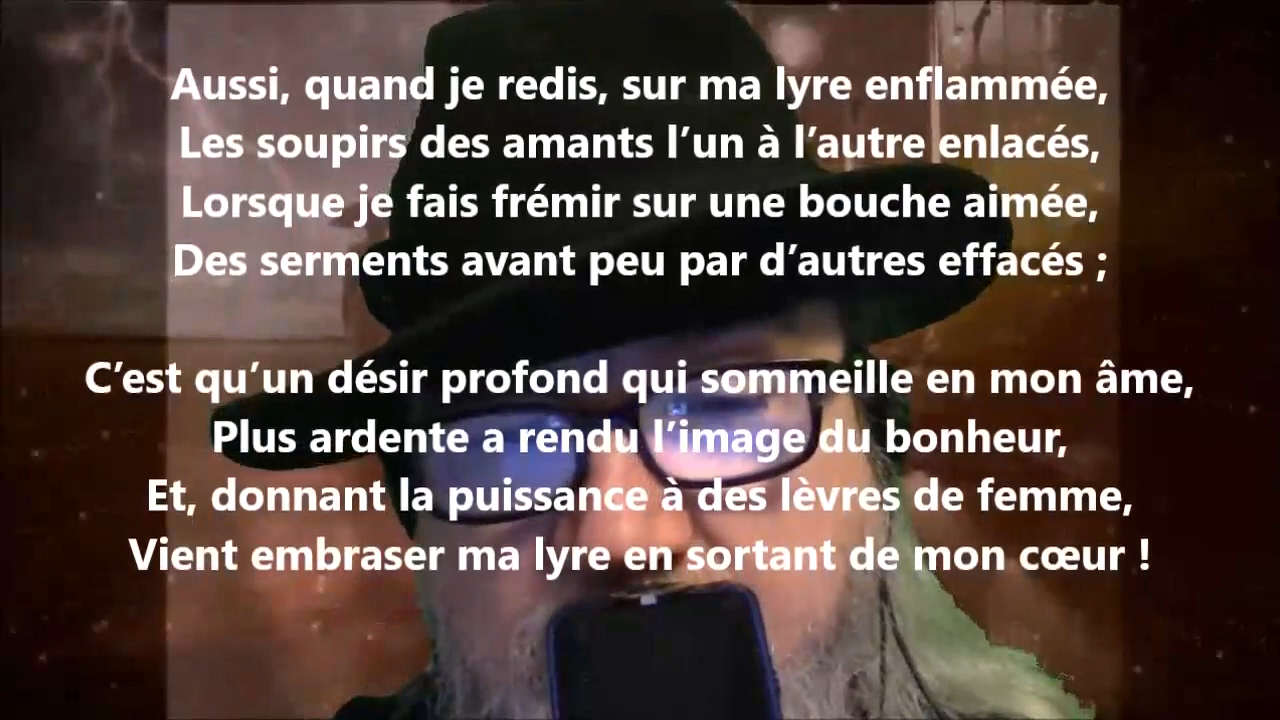 Aussi, quand je redis, sur ma lyre enflammée,
Les soupirs des amants l’un à l’autre enlacés,
Lorsque je fais frémir sur une bouche aimée,
Des serments avant peu par d’autres effacés ;
C’est qu’un désir profond qui sommeille en mon âme,
Plus ardente a rendu l’image du bonheur,
Et, donnant la puissance à des lèvres de femme,
Vient embraser ma lyre en sortant de mon cœur !